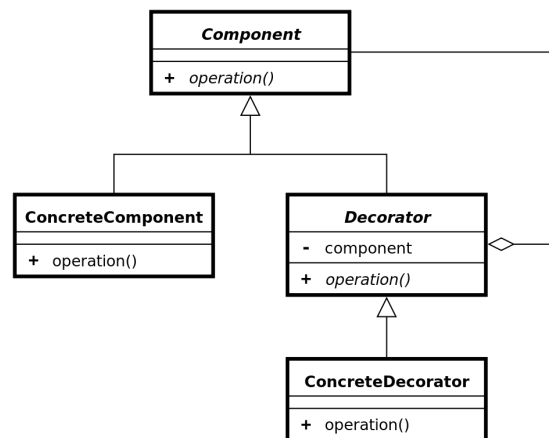 Component
+ operation()
ConcreteComponent
+ operation()
Decorator
- component
+ operation()
ConcreteDecorator
+ operation()